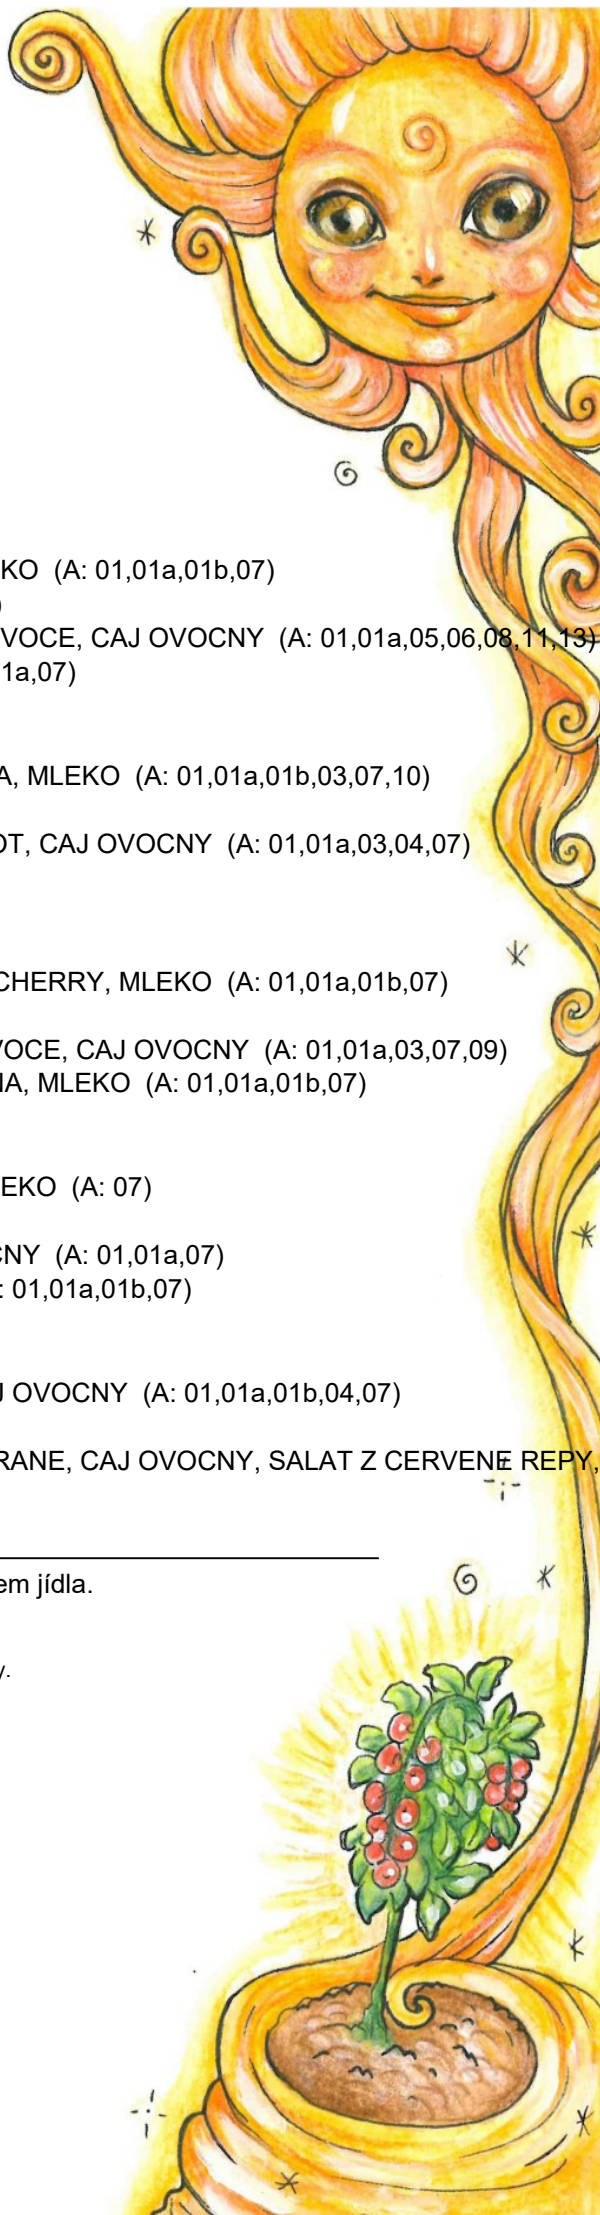 KO (A: 01,01a,01b,07)
)
VOCE, CAJ OVOCNY (A: 01,01a,05,06,08,11,13)
1a,07)
A, MLEKO (A: 01,01a,01b,03,07,10)
OT, CAJ OVOCNY (A: 01,01a,03,04,07)
CHERRY, MLEKO (A: 01,01a,01b,07)
VOCE, CAJ OVOCNY (A: 01,01a,03,07,09)
NA, MLEKO (A: 01,01a,01b,07)
EKO (A: 07)
CNY (A: 01,01a,07)
: 01,01a,01b,07)
J OVOCNY (A: 01,01a,01b,04,07)
RANE, CAJ OVOCNY, SALAT Z CERVENE REPY,
em jídla.
y.